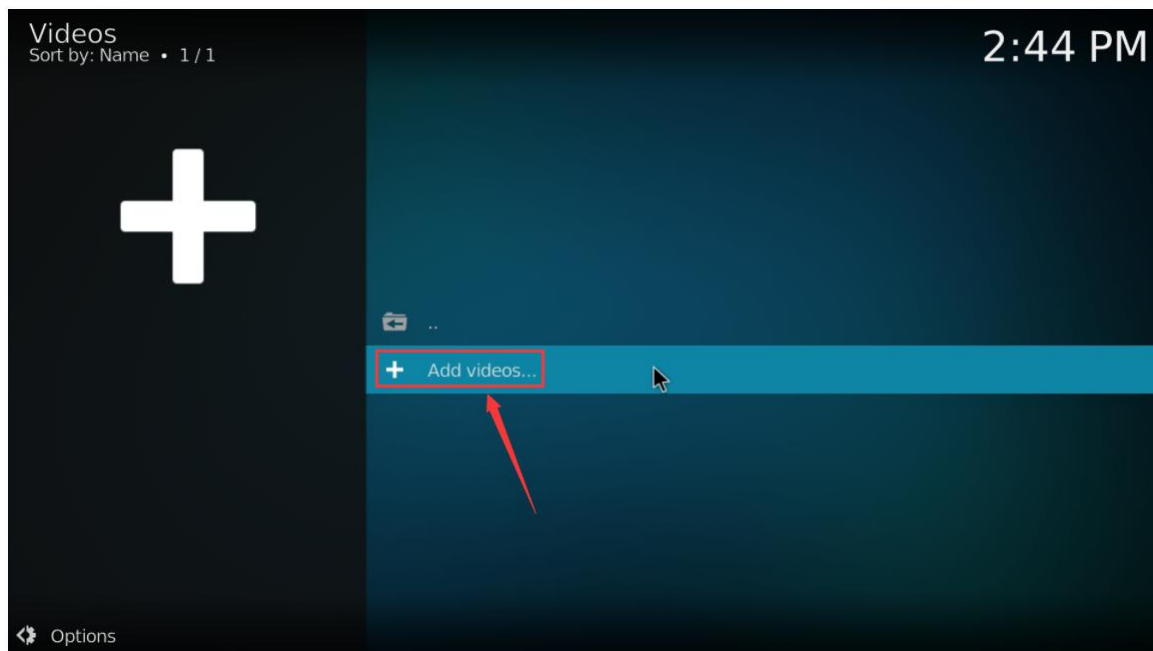 Videos
Sort by: Name • 1 / 1
2:44 PM
..
Add videos...
Options